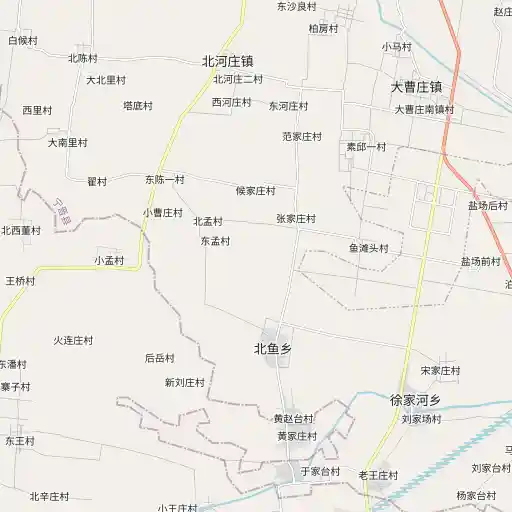 东沙良村
赵庄
柏房村
白候村
小马村
北陈村
北河庄镇
大北里村
北河庄二村
大曹庄镇
西里村
塔底村
西河庄村
东河庄村
大曹庄南镇村
大南里村
范家庄村
素邱一村
翟村
东陈一村
候家庄村
宁晋县
小曹庄村
北孟村
张家庄村
盐场后村
北西董村
东孟村
鱼滩头村
小孟村
盐场前村
王桥村
泊
火连庄村
北鱼乡
后岳村
东潘村
宋家庄村
寨子村
新刘庄村
徐家河乡
黄赵台村
刘家场村
东王村
黄家庄村
马
于家台村
老王庄村
刘家台村
北辛庄村
杨家台村
小王庄村